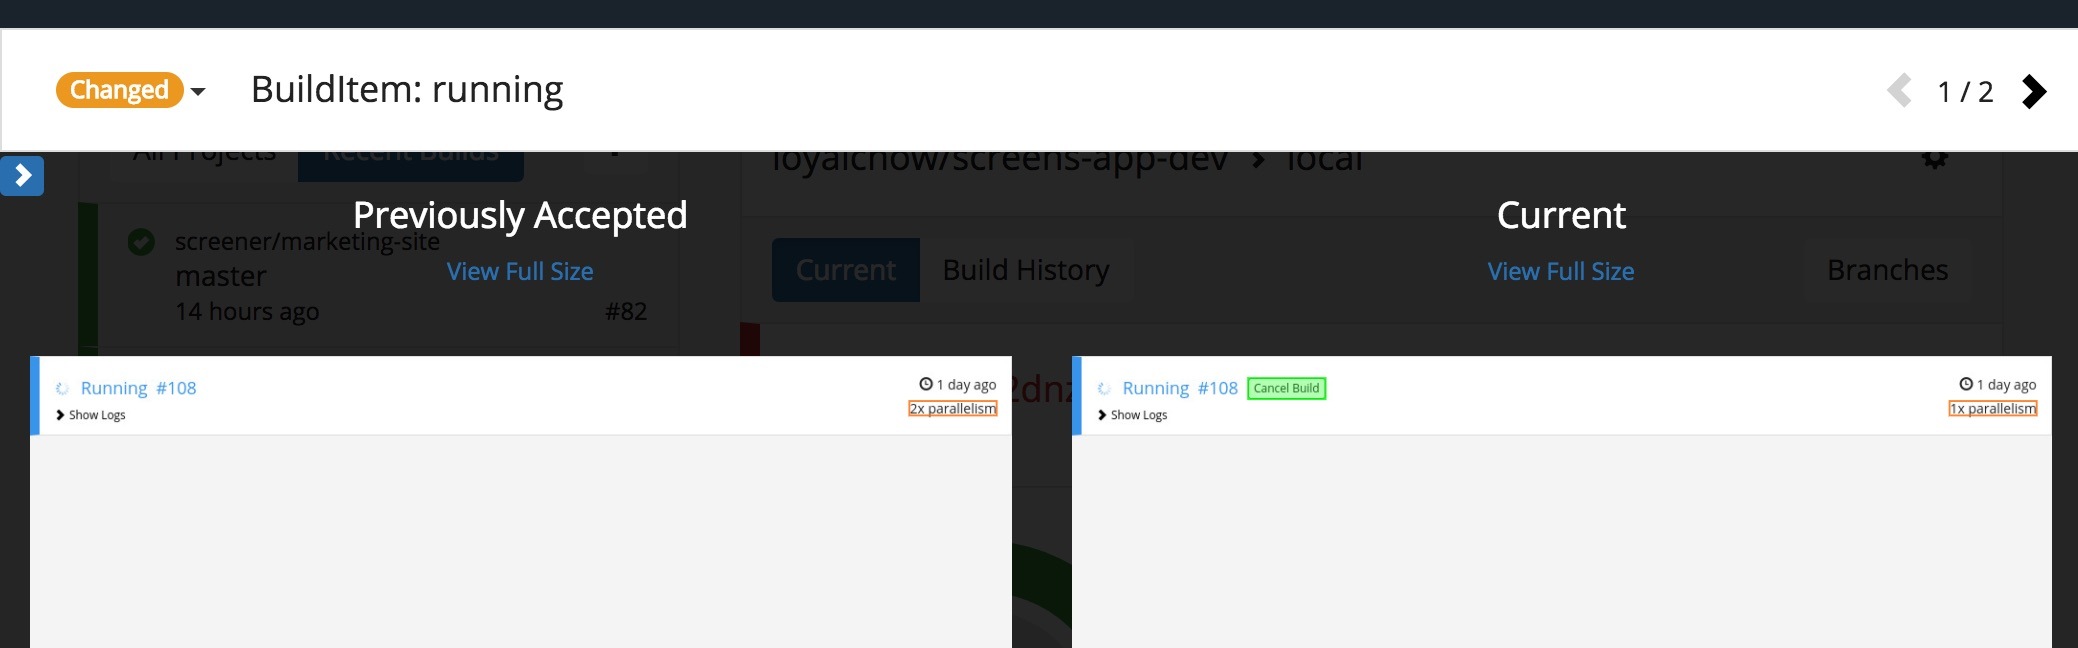 Changed
BuildItem: running
1 / 2
All Projects
Recent Builds
loyalchow/screens-app-dev > local
Previously Accepted
Current
screener/marketing-site
View Full Size
Current
Build History
View Full Size
Branches
master
14 hours ago
#82
Running #108
1 day ago
Show Logs
2x parallelism
2dnz
Running #108
Cancel Build
1 day ago
Show Logs
1x parallelism